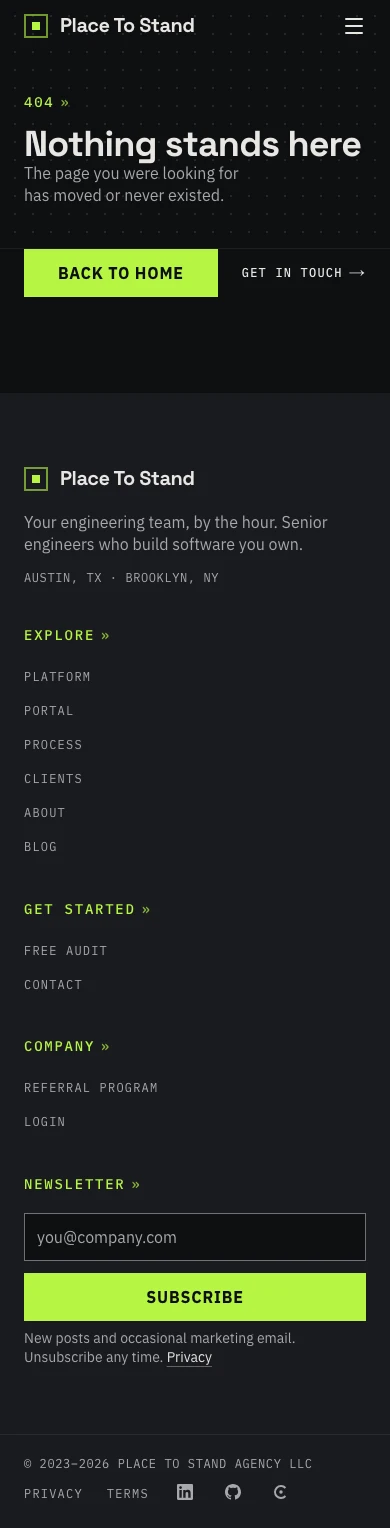 Place To Stand
404 »
Nothing stands here
The page you were looking for
has moved or never existed.
BACK TO HOME
GET IN TOUCH →
Place To Stand
Your engineering team, by the hour. Senior
engineers who build software you own.
AUSTIN, TX · BROOKLYN, NY
EXPLORE »
PLATFORM
PORTAL
PROCESS
CLIENTS
ABOUT
BLOG
GET STARTED »
FREE AUDIT
CONTACT
COMPANY »
REFERRAL PROGRAM
LOGIN
NEWSLETTER »
you@company.com
SUBSCRIBE
New posts and occasional marketing email.
Unsubscribe any time. Privacy
© 2023–2026 PLACE TO STAND AGENCY LLC
PRIVACY TERMS